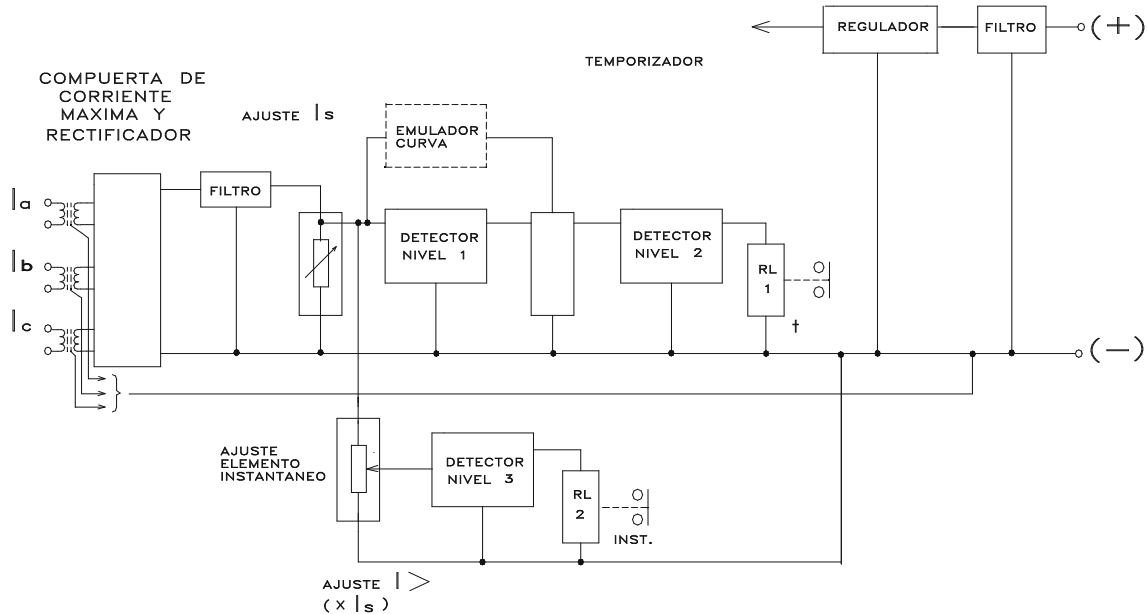 REGULADOR
FILTRO
(+)
TEMPORIZADOR
COMPUERTA DE
CORRIENTE
MAXIMA Y
RECTIFICADOR
AJUSTE Is
EMULADOR
CURVA
Ia
FILTRO
DETECTOR
NIVEL 1
DETECTOR
NIVEL 2
Ib
RL
1
Ic
t
(-)
AJUSTE
ELEMENTO
INSTANTANEO
DETECTOR
NIVEL 3
RL
2
INST.
AJUSTE I>
(x Is)